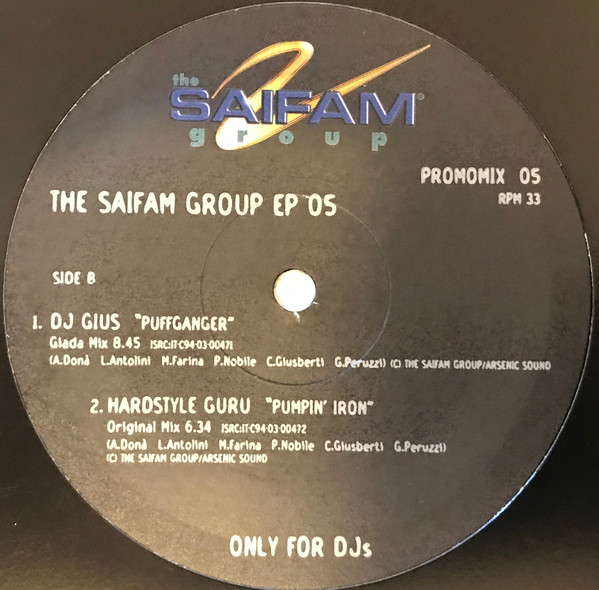 the
SAIFAM®
group
PROMOMIX 05
RPM 33
THE SAIFAM GROUP EP 05
SIDE B
1. DJ GIUS "PUFFGANGER"
Giada Mix 8.45 ISRC:IT-C94-03-00471
(A.Donà L.Antolini M.Farina P.Nobile C.Giusberti G.Peruzzi) (C) THE SAIFAM GROUP/ARSENIC SOUND
2. HARDSTYLE GURU "PUMPIN' IRON"
Original Mix 6.34 ISRC:IT-C94-03-00472
(A.Donà L.Antolini M.Farina P.Nobile C.Giusberti G.Peruzzi)
(C) THE SAIFAM GROUP/ARSENIC SOUND
ONLY FOR DJs